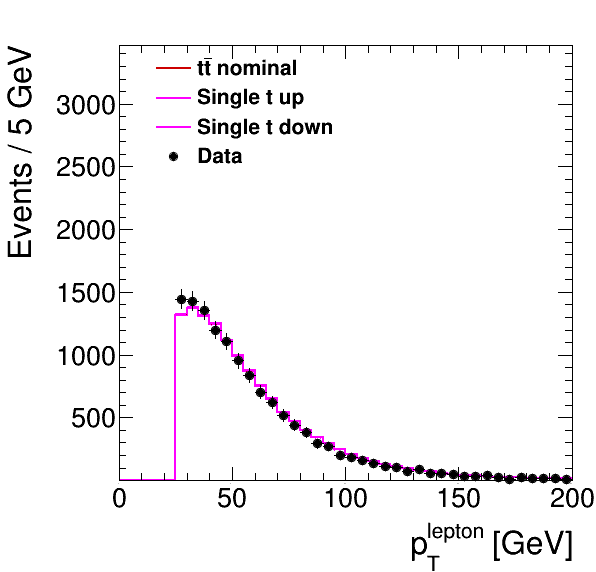 Events / 5 GeV
tt̄ nominal
Single t up
Single t down
Data
3000
2500
2000
1500
1000
500
0 50 100 150 200
p_T^lepton [GeV]